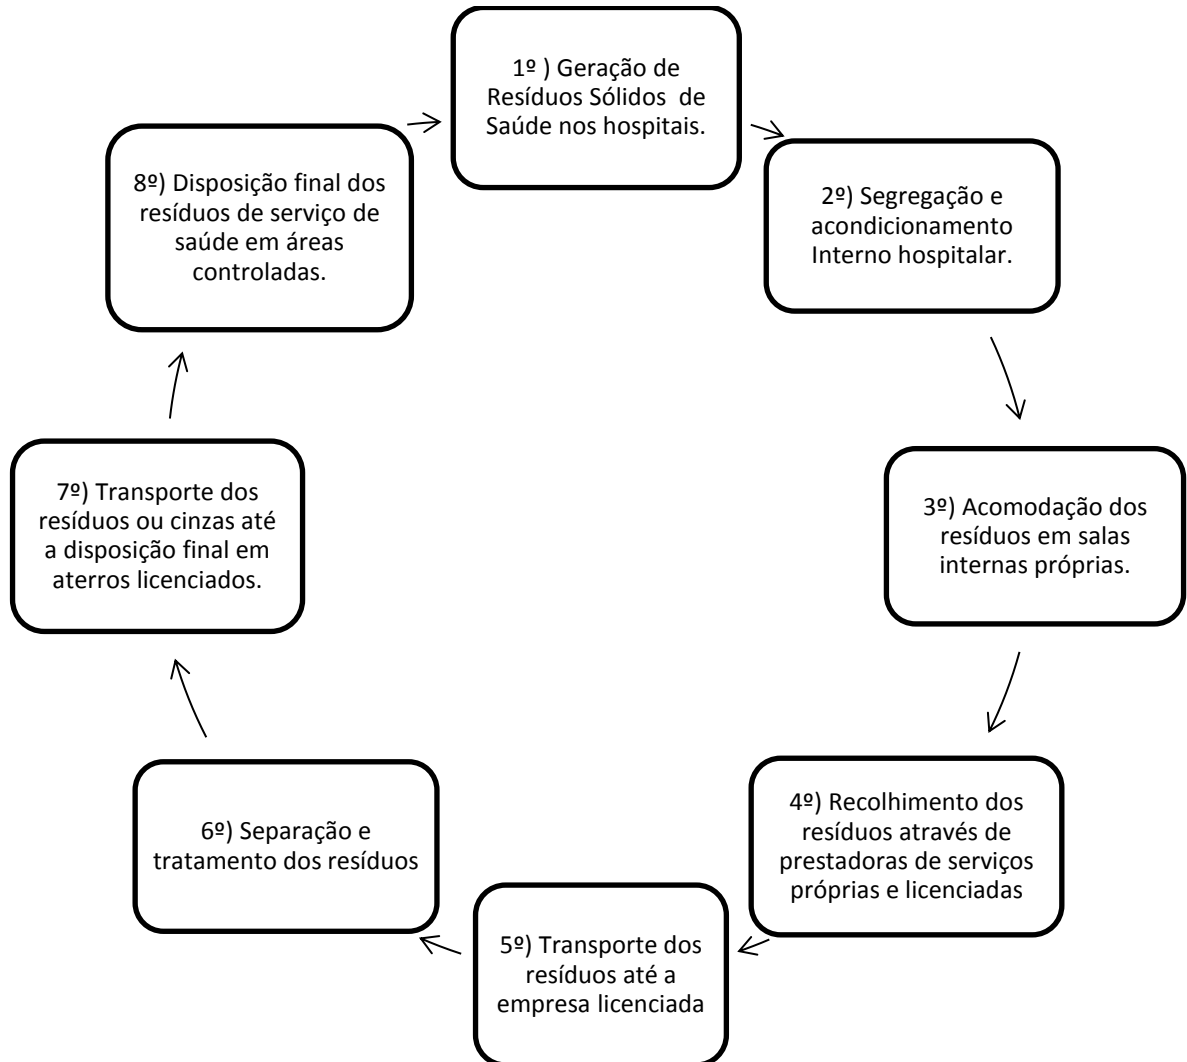 1º ) Geração de
Resíduos Sólidos de
Saúde nos hospitais.
2º) Segregação e
acondicionamento
Interno hospitalar.
3º) Acomodação dos
resíduos em salas
internas próprias.
4º) Recolhimento dos
resíduos através de
prestadoras de serviços
próprias e licenciadas
5º) Transporte dos
resíduos até a
empresa licenciada
6º) Separação e
tratamento dos resíduos
7º) Transporte dos
resíduos ou cinzas até
a disposição final em
aterros licenciados.
8º) Disposição final dos
resíduos de serviço de
saúde em áreas
controladas.